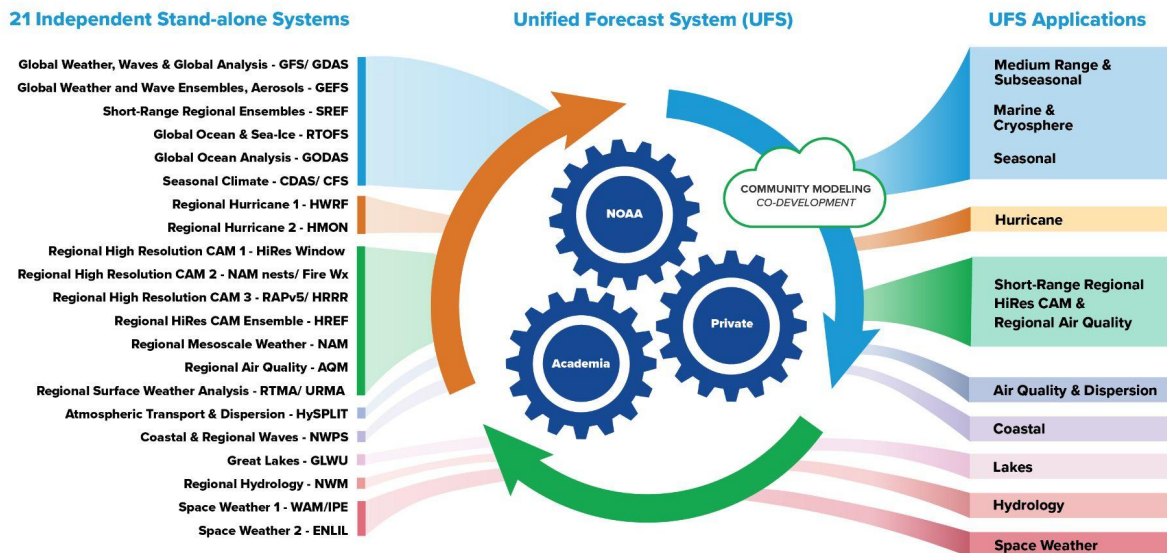 21 Independent Stand-alone Systems
Global Weather, Waves & Global Analysis - GFS/ GDAS
Global Weather and Wave Ensembles, Aerosols - GEFS
Short-Range Regional Ensembles - SREF
Global Ocean & Sea-Ice - RTOFS
Global Ocean Analysis - GODAS
Seasonal Climate - CDAS/ CFS
Regional Hurricane 1 - HWRF
Regional Hurricane 2 - HMON
Regional High Resolution CAM 1 - HiRes Window
Regional High Resolution CAM 2 - NAM nests/ Fire Wx
Regional High Resolution CAM 3 - RAPv5/ HRRR
Regional HiRes CAM Ensemble - HREF
Regional Mesoscale Weather - NAM
Regional Air Quality - AQM
Regional Surface Weather Analysis - RTMA/ URMA
Atmospheric Transport & Dispersion - HySPLIT
Coastal & Regional Waves - NWPS
Great Lakes - GLWU
Regional Hydrology - NWM
Space Weather 1 - WAM/IPE
Space Weather 2 - ENLIL
Unified Forecast System (UFS)
COMMUNITY MODELING
CO-DEVELOPMENT
NOAA
Private
Academia
UFS Applications
Medium Range &
Subseasonal
Marine &
Cryosphere
Seasonal
Hurricane
Short-Range Regional
HiRes CAM &
Regional Air Quality
Air Quality & Dispersion
Coastal
Lakes
Hydrology
Space Weather